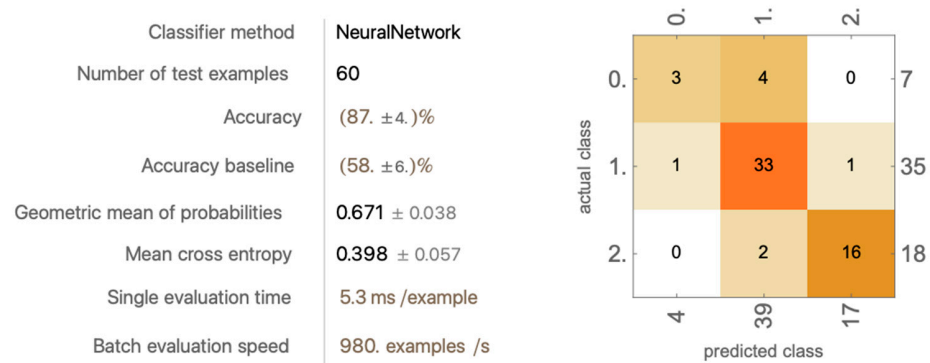 Classifier method NeuralNetwork
Number of test examples 60
Accuracy (87. ±4.)%
Accuracy baseline (58. ±6.)%
Geometric mean of probabilities 0.671 ± 0.038
Mean cross entropy 0.398 ± 0.057
Single evaluation time 5.3 ms /example
Batch evaluation speed 980. examples /s
0. 1. 2.
0. 3 4 0 7
1. 1 33 1 35
2. 0 2 16 18
4 39 17
actual class
predicted class